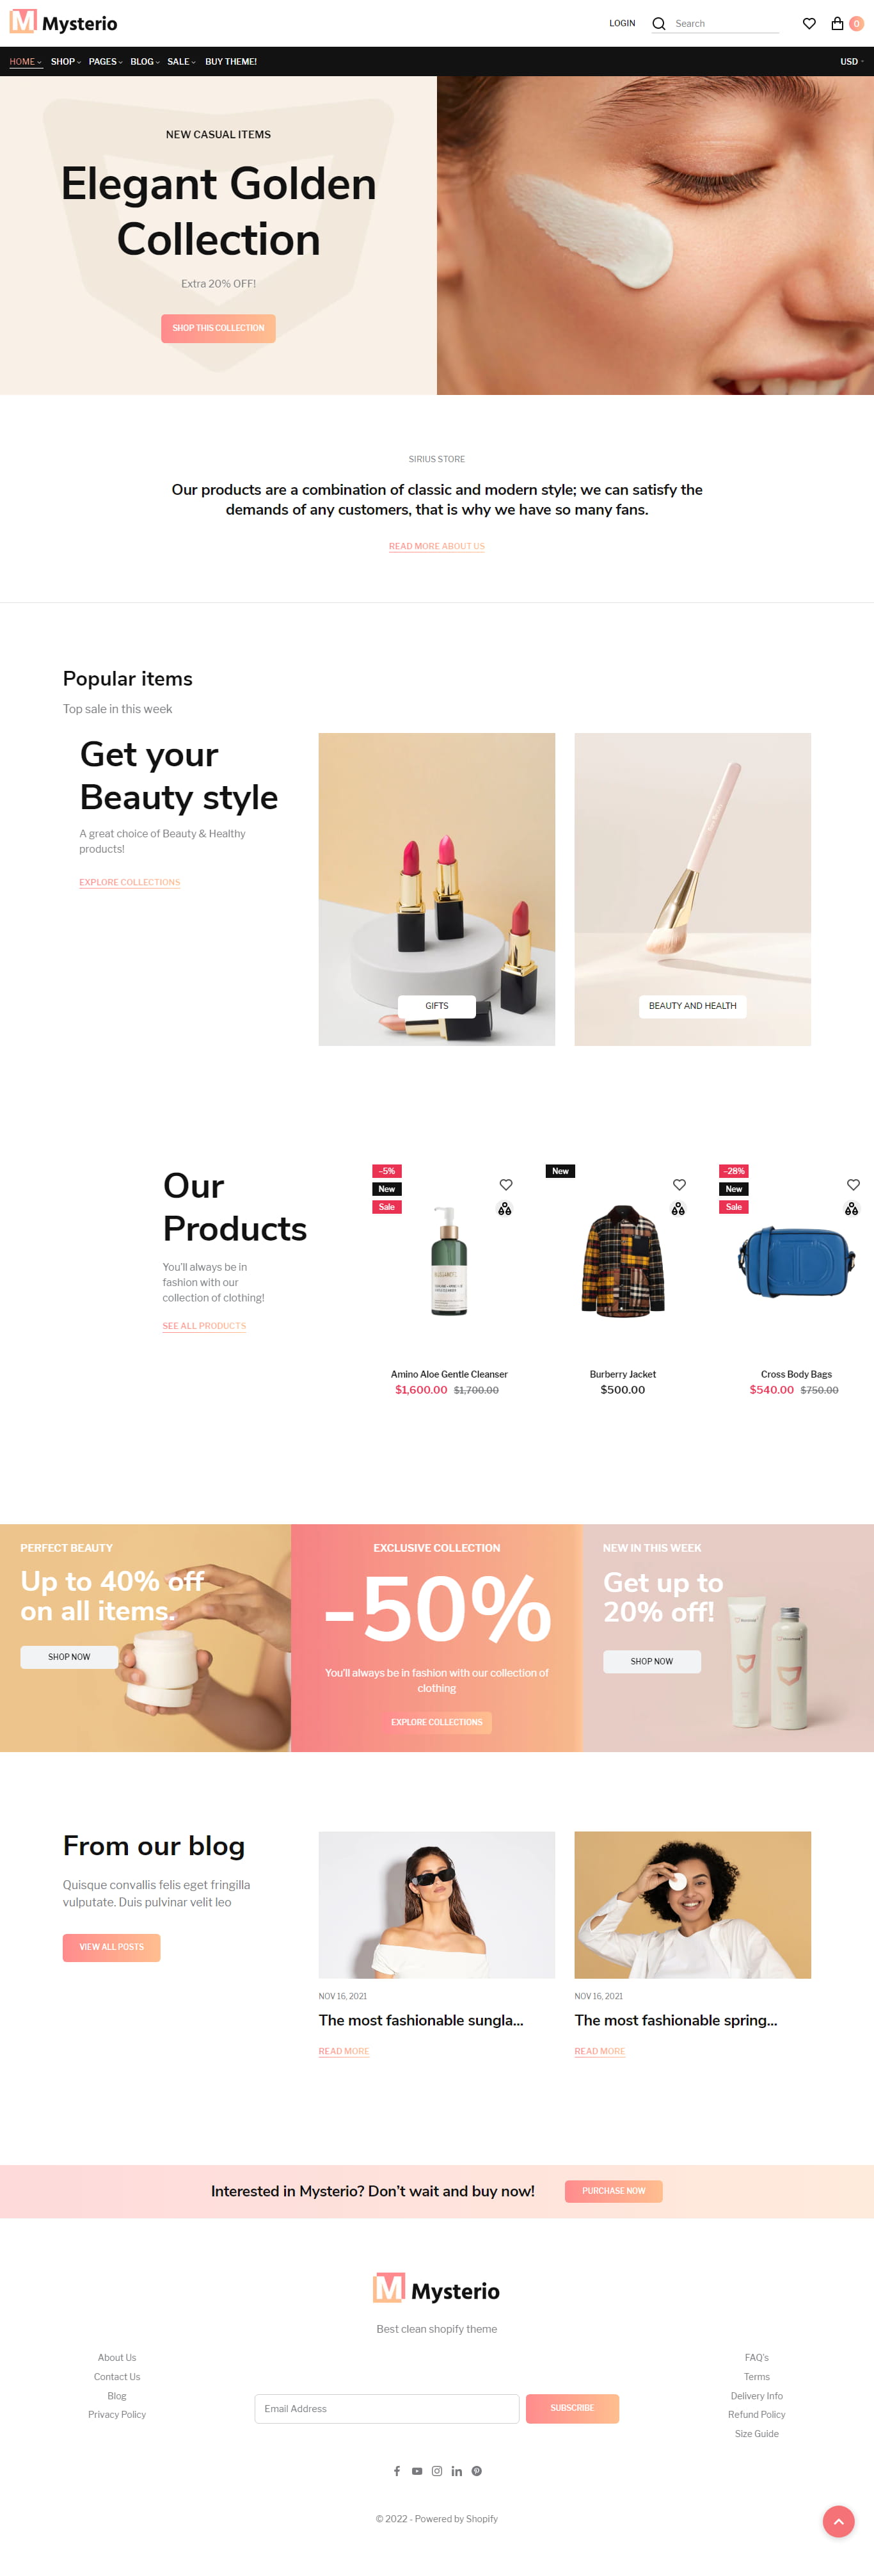 M Mysterio
LOGIN
Search
0
HOME SHOP PAGES BLOG SALE BUY THEME!
USD
NEW CASUAL ITEMS
Elegant Golden
Collection
Extra 20% OFF!
SHOP THIS COLLECTION
SIRIUS STORE
Our products are a combination of classic and modern style; we can satisfy the
demands of any customers, that is why we have so many fans.
READ MORE ABOUT US
Popular items
Top sale in this week
Get your
Beauty style
A great choice of Beauty & Healthy
products!
EXPLORE COLLECTIONS
GIFTS
BEAUTY AND HEALTH
Our
Products
You'll always be in
fashion with our
collection of clothing!
SEE ALL PRODUCTS
-5%
New
Sale
Amino Aloe Gentle Cleanser
$1,600.00 $1,700.00
New
Burberry Jacket
$500.00
-28%
New
Sale
Cross Body Bags
$540.00 $750.00
PERFECT BEAUTY
Up to 40% off
on all items.
SHOP NOW
EXCLUSIVE COLLECTION
-50%
You'll always be in fashion with our collection of
clothing
EXPLORE COLLECTIONS
NEW IN THIS WEEK
Get up to
20% off!
SHOP NOW
From our blog
Quisque convallis felis eget fringilla
vulputate. Duis pulvinar velit leo
VIEW ALL POSTS
NOV 16, 2021
The most fashionable sungla...
READ MORE
NOV 16, 2021
The most fashionable spring...
READ MORE
Interested in Mysterio? Don't wait and buy now!
PURCHASE NOW
M Mysterio
Best clean shopify theme
About Us
Contact Us
Blog
Privacy Policy
Email Address
SUBSCRIBE
FAQ's
Terms
Delivery Info
Refund Policy
Size Guide
© 2022 - Powered by Shopify